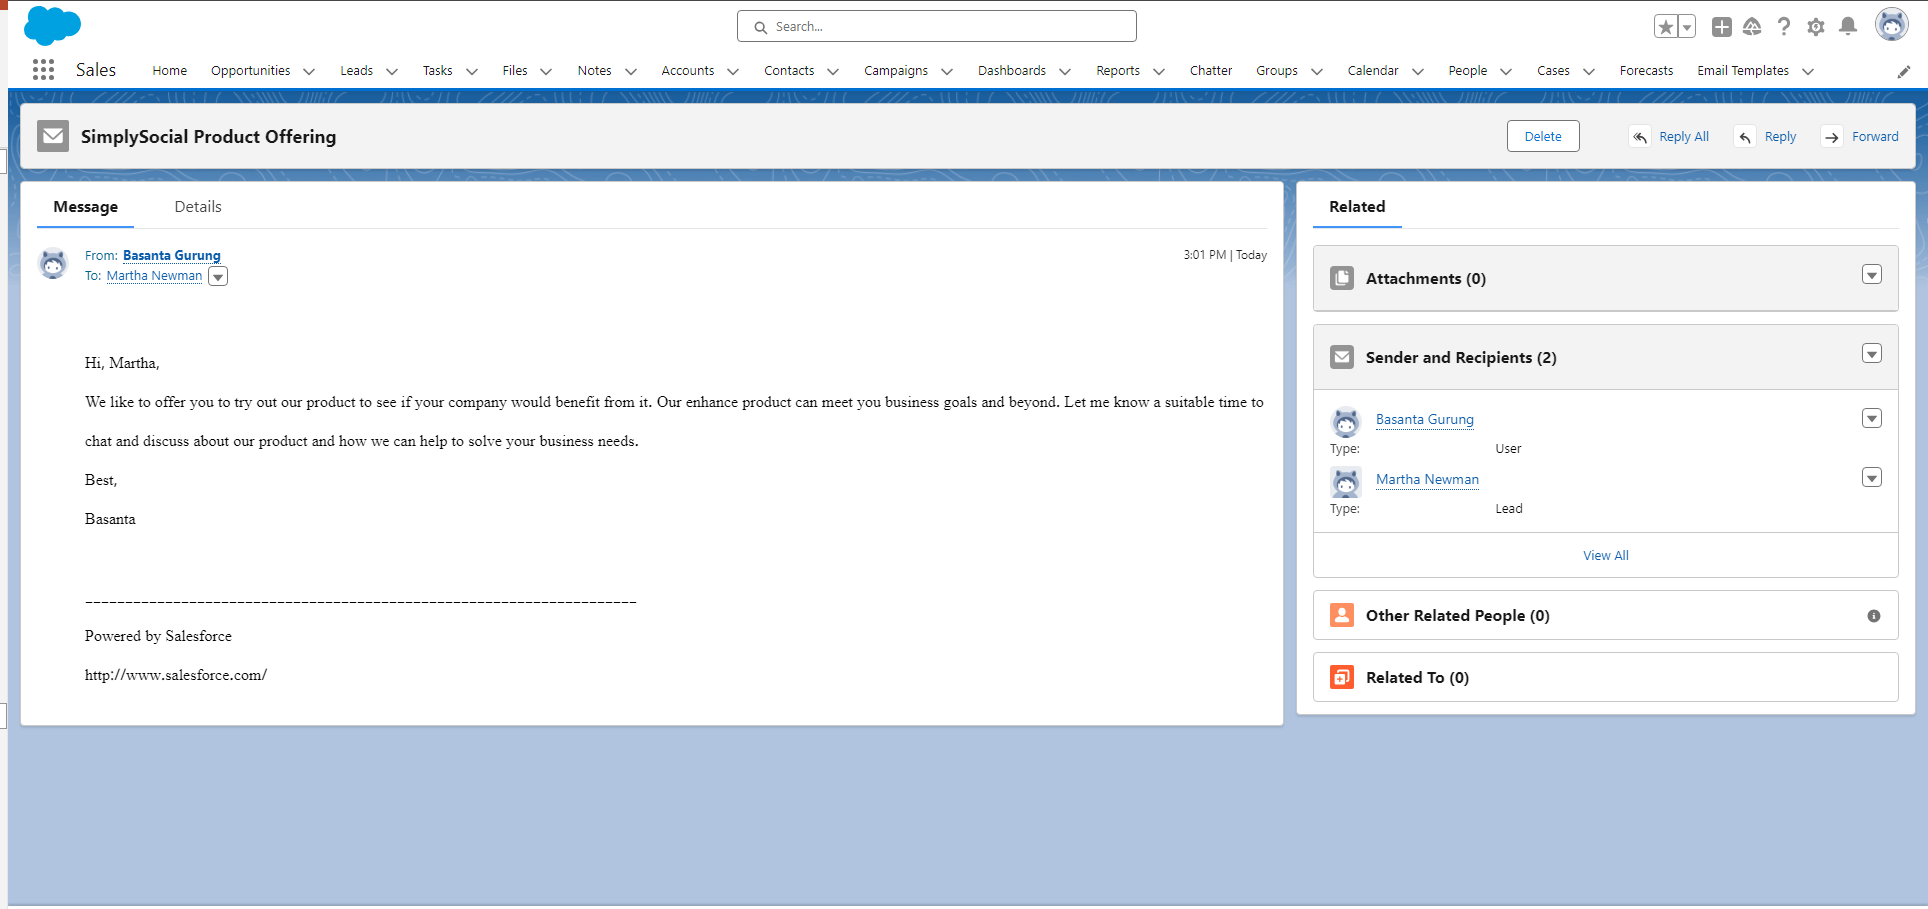 Search...
Sales
Home
Opportunities
Leads
Tasks
Files
Notes
Accounts
Contacts
Campaigns
Dashboards
Reports
Chatter
Groups
Calendar
People
Cases
Forecasts
Email Templates
SimplySocial Product Offering
Delete
Reply All
Reply
Forward
Message
Details
From: Basanta Gurung
3:01 PM | Today
To: Martha Newman
Hi, Martha,
We like to offer you to try out our product to see if your company would benefit from it. Our enhance product can meet you business goals and beyond. Let me know a suitable time to
chat and discuss about our product and how we can help to solve your business needs.
Best,
Basanta
_____________________________________________________________________
Powered by Salesforce
http://www.salesforce.com/
Related
Attachments (0)
Sender and Recipients (2)
Basanta Gurung
Type: User
Martha Newman
Type: Lead
View All
Other Related People (0)
Related To (0)